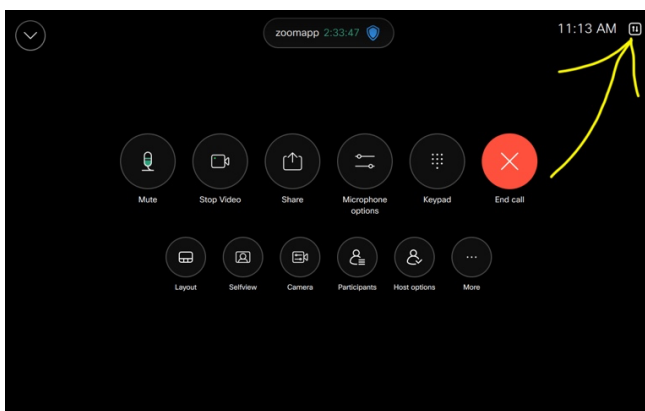 zoomapp 2:33:47
11:13 AM
Mute
Stop Video
Share
Microphone
options
Keypad
End call
Layout
Selfview
Camera
Participants
Host options
More